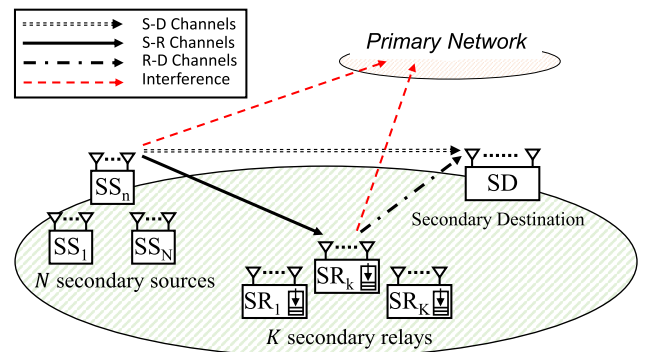 S-D Channels
S-R Channels
R-D Channels
Interference
Primary Network
SSn
SD
Secondary Destination
SS1
SSN
SRk
N secondary sources
SR1
SRK
K secondary relays